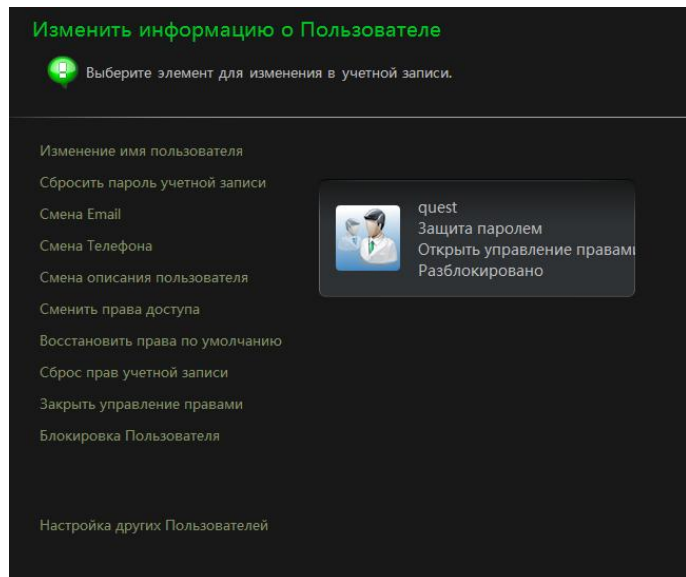 Изменить информацию о Пользователе
Выберите элемент для изменения в учетной записи.
Изменение имя пользователя
Сбросить пароль учетной записи
Смена Email
Смена Телефона
Смена описания пользователя
Сменить права доступа
Восстановить права по умолчанию
Сброс прав учетной записи
Закрыть управление правами
Блокировка Пользователя
Настройка других Пользователей
quest
Защита паролем
Открыть управление правами
Разблокировано